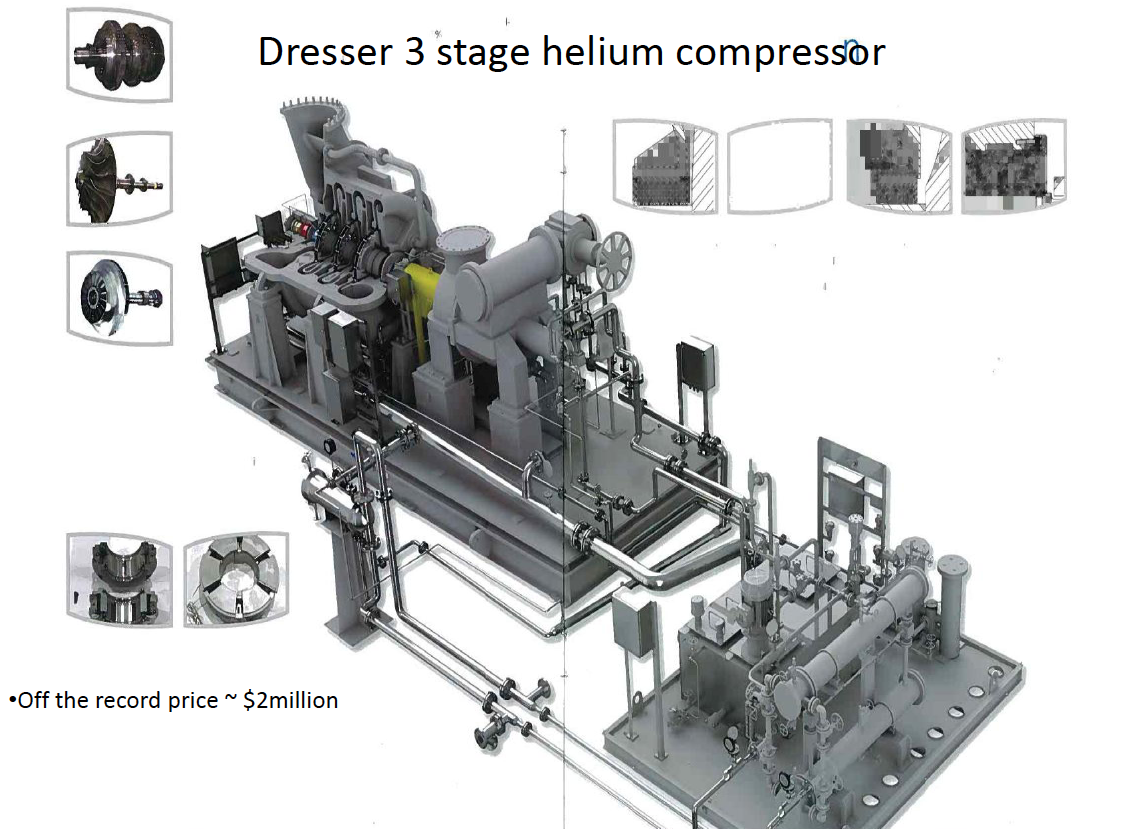 Dresser 3 stage helium compressor
•Off the record price ~ $2million